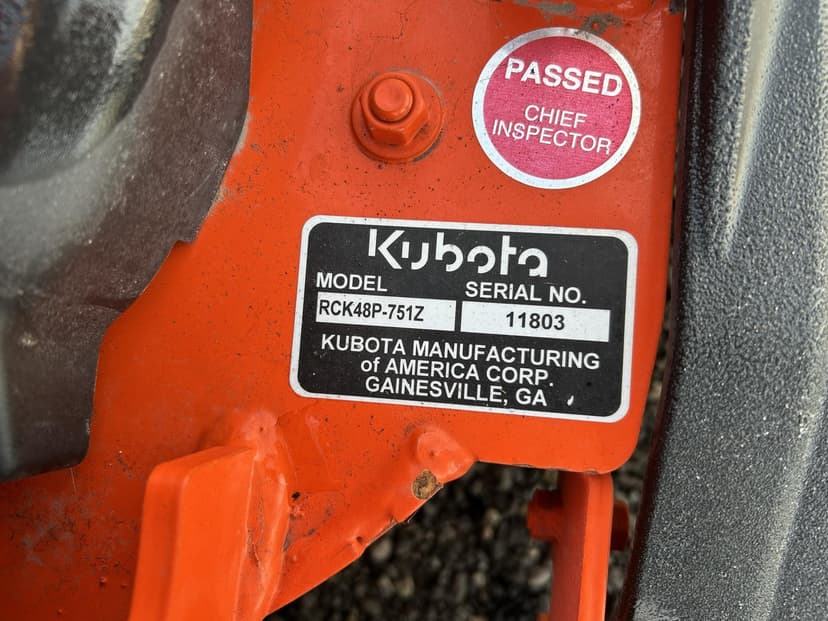 PASSED
CHIEF
INSPECTOR
Kubota
MODEL SERIAL NO.
RCK48P-751Z 11803
KUBOTA MANUFACTURING
of AMERICA CORP.
GAINESVILLE, GA